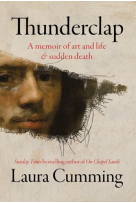 Thunderclap
A memoir of art and life
& sudden death
Sunday Times bestselling author of On Chapel Sands
Laura Cumming